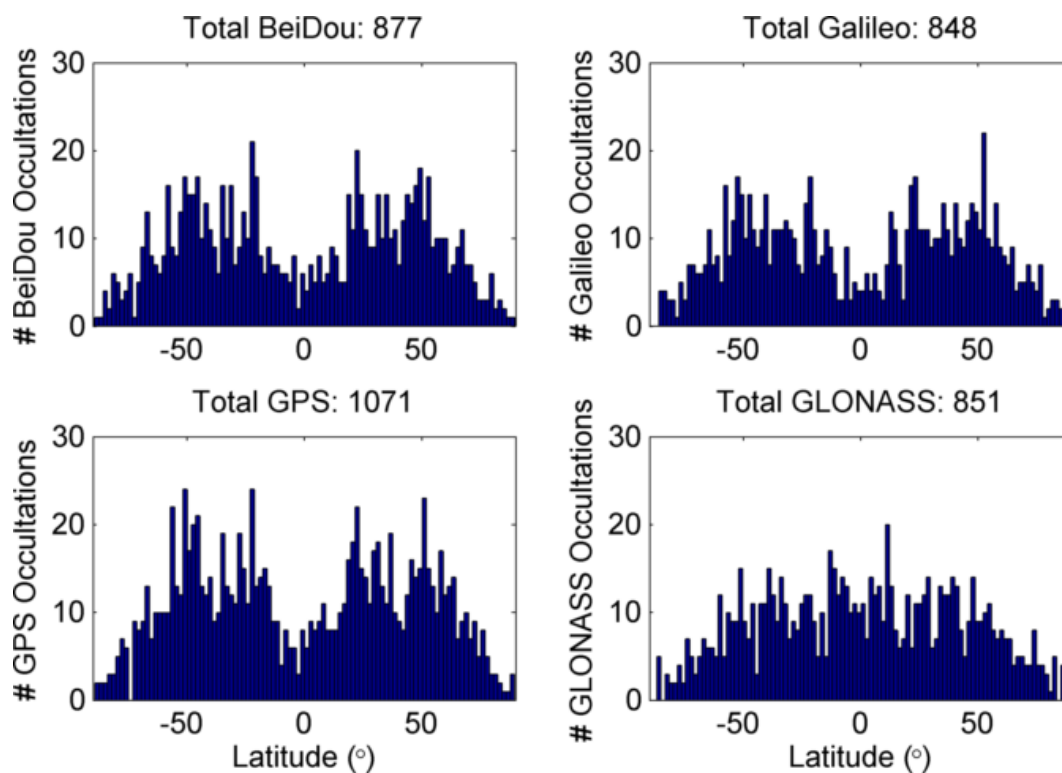 Total BeiDou: 877
# BeiDou Occultations
30
20
10
0
-50
0
50
Total Galileo: 848
# Galileo Occultations
30
20
10
0
-50
0
50
Total GPS: 1071
# GPS Occultations
30
20
10
0
-50
0
50
Latitude (°)
Total GLONASS: 851
# GLONASS Occultations
30
20
10
0
-50
0
50
Latitude (°)